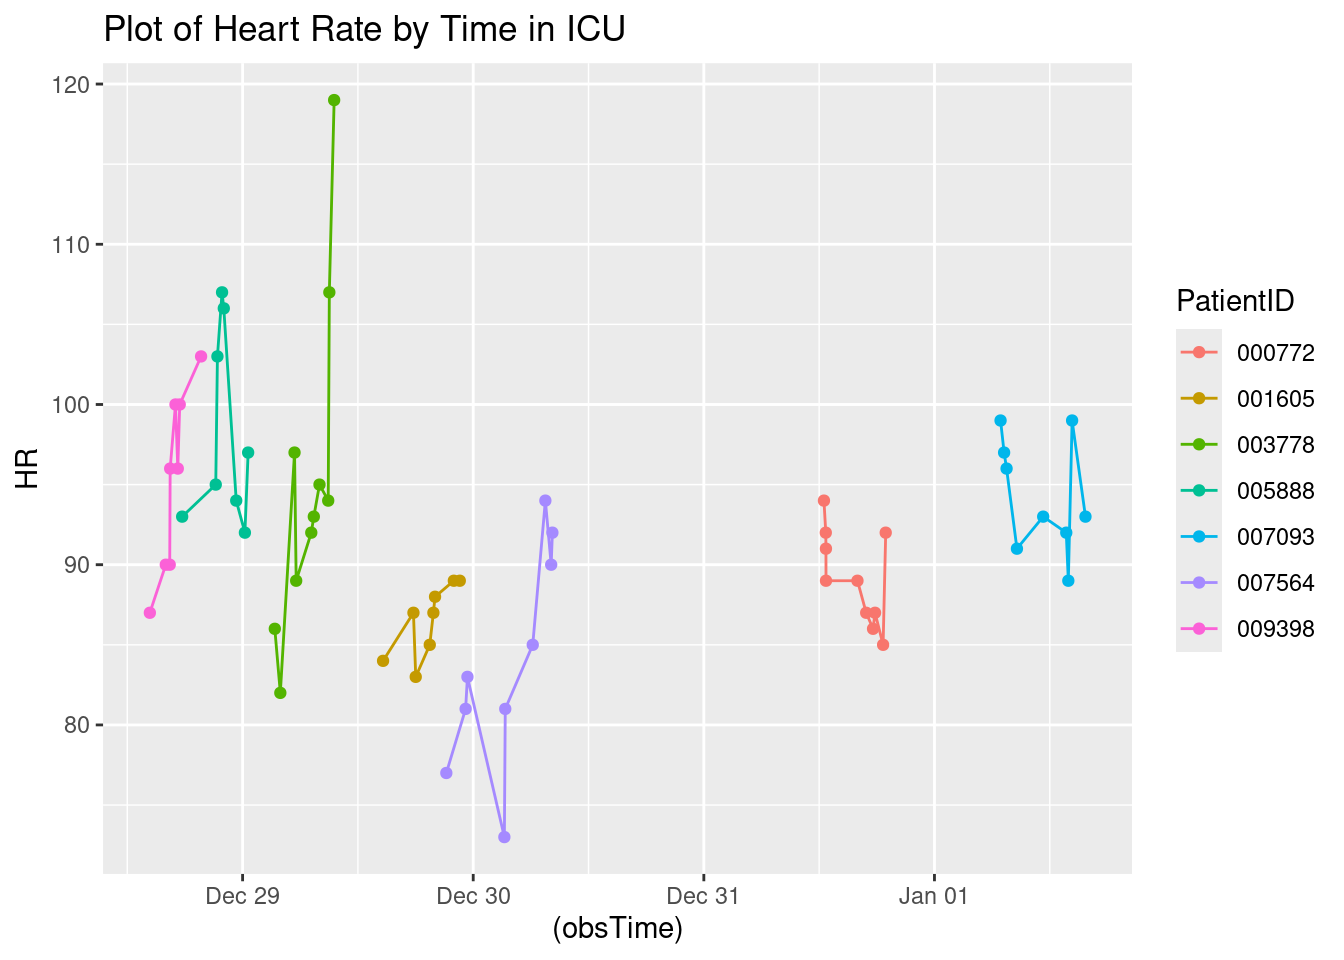 Plot of Heart Rate by Time in ICU
120
110
100
90
80
HR
Dec 29
Dec 30
Dec 31
Jan 01
(obsTime)
PatientID
000772
001605
003778
005888
007093
007564
009398